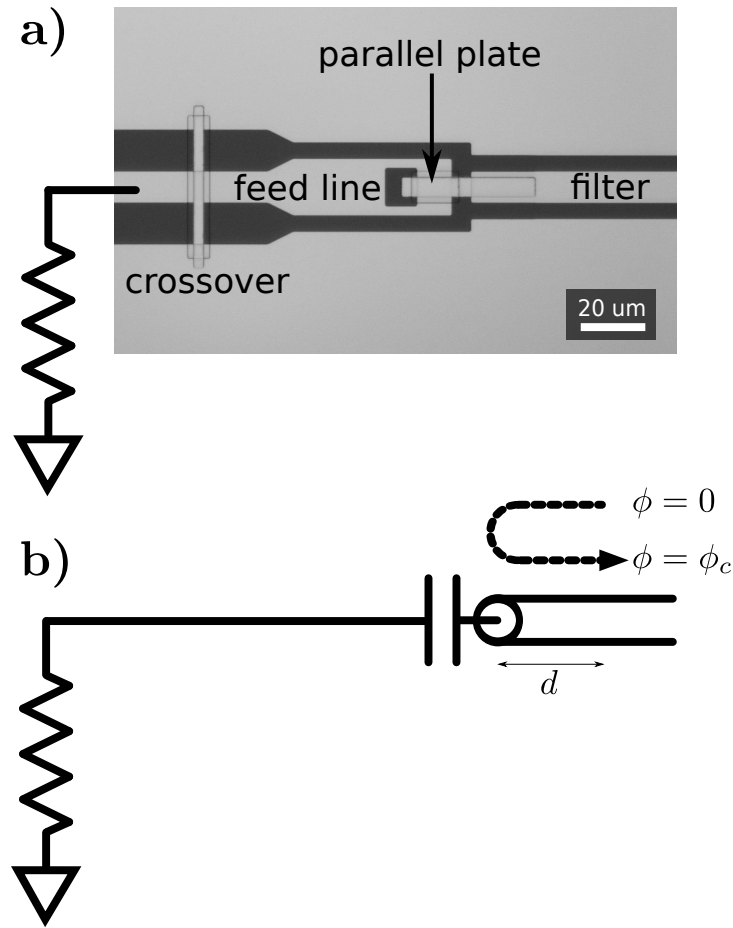 a)
parallel plate
feed line
filter
crossover
20 um
b)
ϕ = 0
ϕ = ϕ_c
d